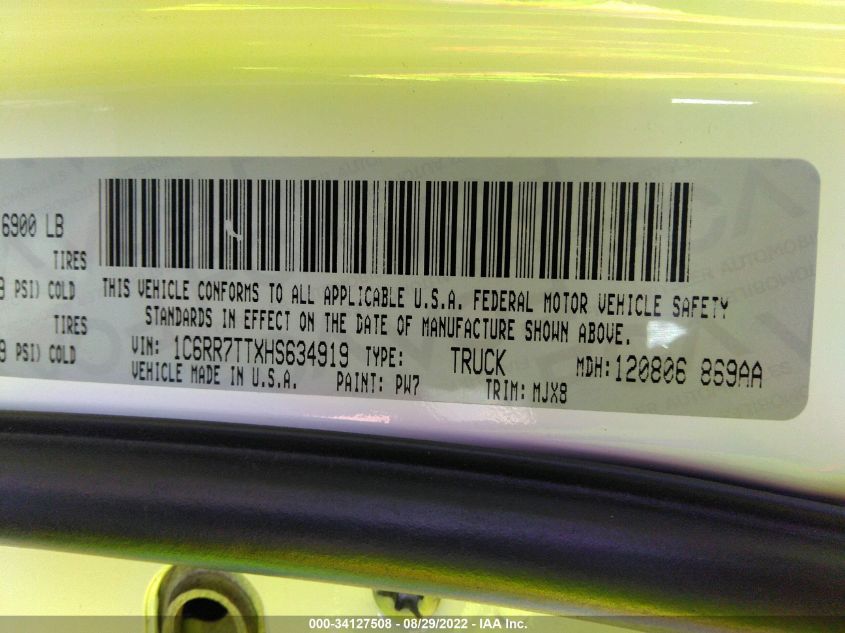 6900 LB
TIRES
PSI) COLD
TIRES
PSI) COLD
THIS VEHICLE CONFORMS TO ALL APPLICABLE U.S.A. FEDERAL MOTOR VEHICLE SAFETY
STANDARDS IN EFFECT ON THE DATE OF MANUFACTURE SHOWN ABOVE.
VIN: 1C6RR7TTXHS634919 TYPE: TRUCK MDH: 120806 869AA
VEHICLE MADE IN U.S.A. PAINT: PW7 TRIM: MJX8
000-34127508 - 08/29/2022 - IAA Inc.